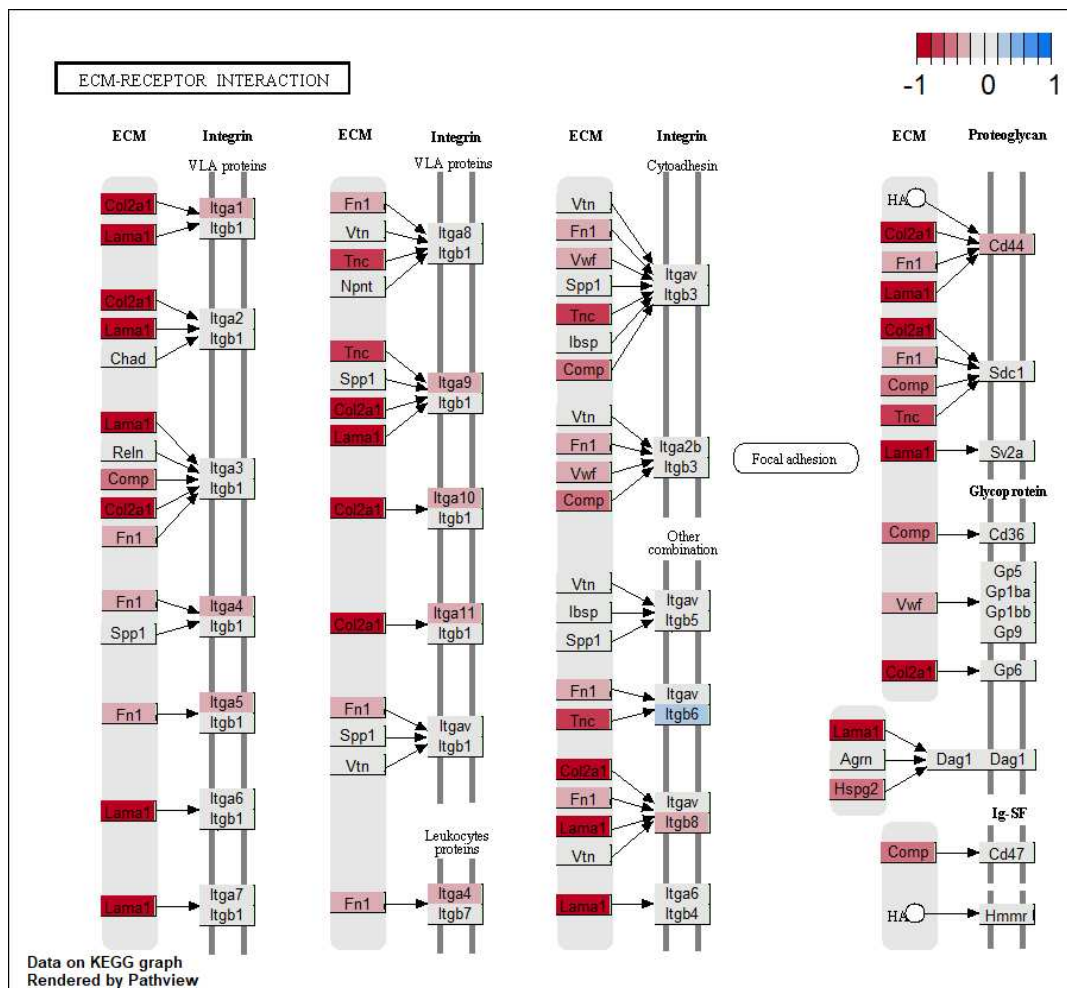 ECM-RECEPTOR INTERACTION
-1 0 1
ECM
Integrin
VLA proteins
Col2a1
Lama1
Itga1
Itgb1
Col2a1
Lama1
Chad
Itga2
Itgb1
Lama1
Reln
Comp
Col2a1
Fn1
Itga3
Itgb1
Fn1
Spp1
Itga4
Itgb1
Fn1
Itga5
Itgb1
Lama1
Itga6
Itgb1
Lama1
Itga7
Itgb1
ECM
Integrin
VLA proteins
Fn1
Vtn
Tnc
Npnt
Itga8
Itgb1
Tnc
Spp1
Col2a1
Lama1
Itga9
Itgb1
Col2a1
Itga10
Itgb1
Col2a1
Itga11
Itgb1
Fn1
Spp1
Vtn
Itgav
Itgb1
Leukocytes
proteins
Fn1
Itga4
Itgb7
ECM
Integrin
Cytoadhesin
Vtn
Fn1
Vwf
Spp1
Tnc
Ibsp
Comp
Itgav
Itgb3
Vtn
Fn1
Vwf
Comp
Itga2b
Itgb3
Other
combination
Vtn
Ibsp
Spp1
Itgav
Itgb5
Fn1
Tnc
Itgav
Itgb6
Col2a1
Fn1
Lama1
Vtn
Itgav
Itgb8
Lama1
Itga6
Itgb4
Focal adhesion
ECM
Proteoglycan
HA
Col2a1
Fn1
Lama1
Cd44
Col2a1
Fn1
Comp
Tnc
Sdc1
Lama1
Sv2a
Glycoprotein
Comp
Cd36
Vwf
Gp5
Gp1ba
Gp1bb
Gp9
Col2a1
Gp6
Lama1
Agrn
Hspg2
Dag1 Dag1
Ig-SF
Comp
Cd47
HA
Hmmr
Data on KEGG graph
Rendered by Pathview